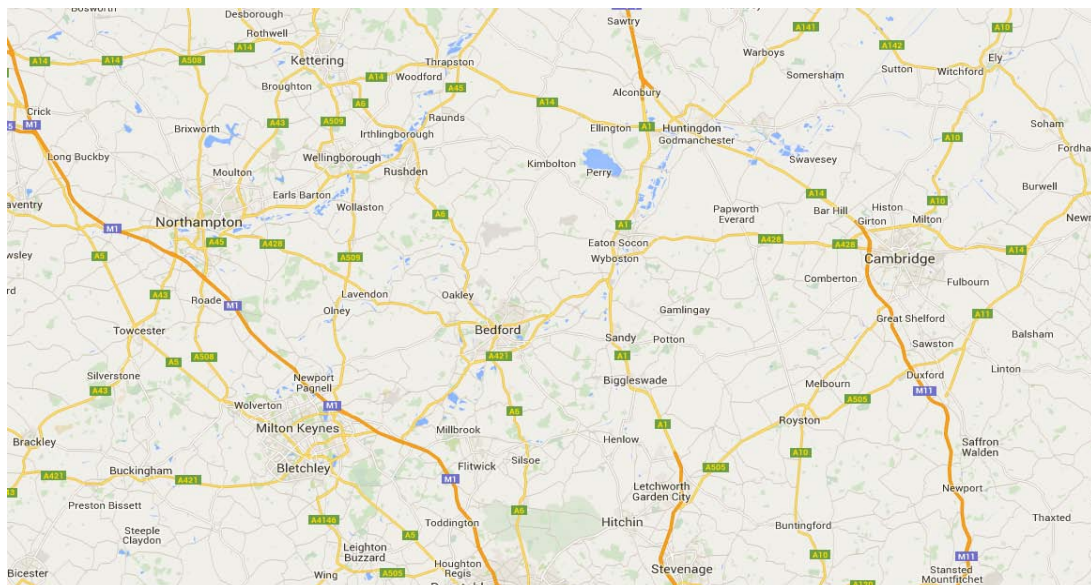 Bosworth
Desborough
Rothwell
A14
A14
A508
A14
Kettering
Thrapston
A14
Woodford
A45
Broughton
A6
A43
A509
Raunds
Irthlingborough
Crick
M1
Brixworth
Long Buckby
Wellingborough
Moulton
Rushden
Earls Barton
Wollaston
A6
Northampton
M1
A45
A428
A509
A5
A43
Roade
M1
Lavendon
Olney
Oakley
Bedford
A421
Towcester
A508
A5
Silverstone
A43
Newport
Pagnell
Wolverton
M1
Milton Keynes
Bletchley
Brackley
A421
Buckingham
A421
Millbrook
Flitwick
M1
A6
Silsoe
A6
Preston Bissett
Steeple
Claydon
A4146
Toddington
A5
Leighton
Buzzard
Wing
A505
Houghton
Regis
Bicester
Sawtry
A1(M)
A141
A142
A10
Warboys
Ely
Somersham
Sutton
Witchford
Alconbury
A14
Ellington
A1
Huntingdon
Godmanchester
A10
Soham
Kimbolton
Perry
Swavesey
A14
Burwell
Papworth
Everard
Bar Hill
Histon
Girton
Milton
A10
A1
Eaton Socon
Wyboston
A428
A428
A14
Cambridge
Comberton
Fulbourn
Gamlingay
Sandy
Potton
A1
Great Shelford
A11
Sawston
Balsham
Linton
Biggleswade
Melbourn
Duxford
M11
A505
Royston
A1
Henlow
A10
Saffron
Walden
A505
Letchworth
Garden City
Newport
Hitchin
Buntingford
Thaxted
A10
M11
Stevenage
Stansted
Mountfitchet